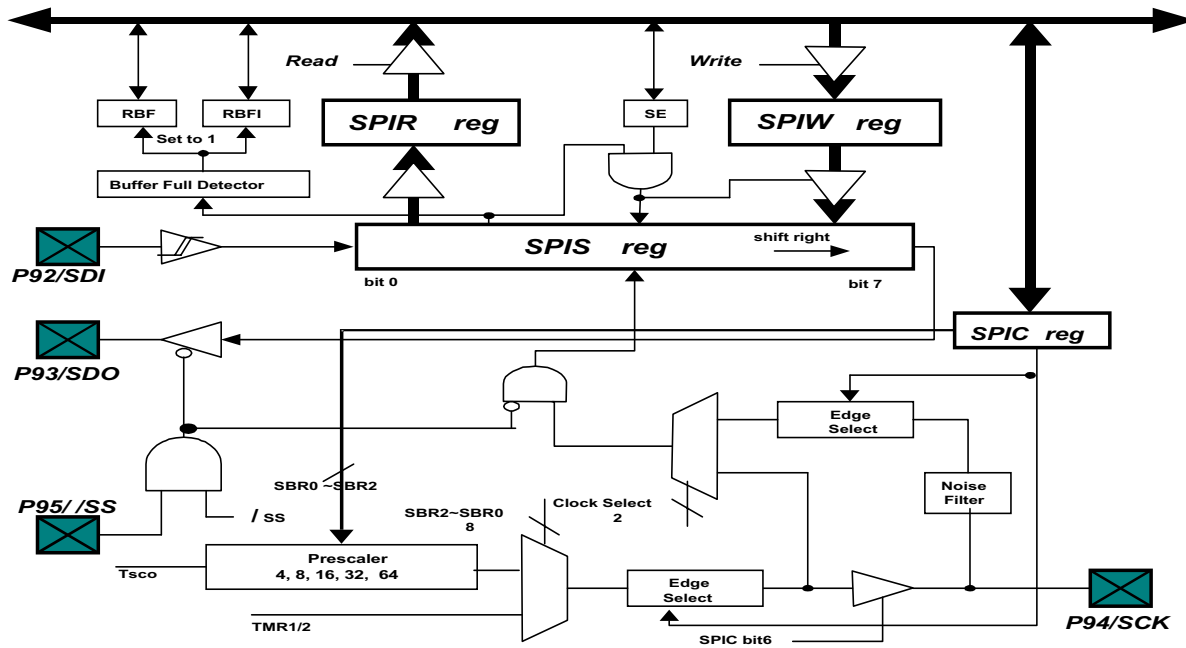 Read
Write
RBF
RBFI
SPIR reg
SE
SPIW reg
Set to 1
Buffer Full Detector
SPIS reg
shift right
P92/SDI
bit 0
bit 7
SPIC reg
P93/SDO
Edge
Select
SBR0 ~SBR2
Noise
Filter
P95/ /SS
/ SS
SBR2~SBR0
8
Clock Select
2
Prescaler
4, 8, 16, 32, 64
Tsco
Edge
Select
TMR1/2
P94/SCK
SPIC bit6